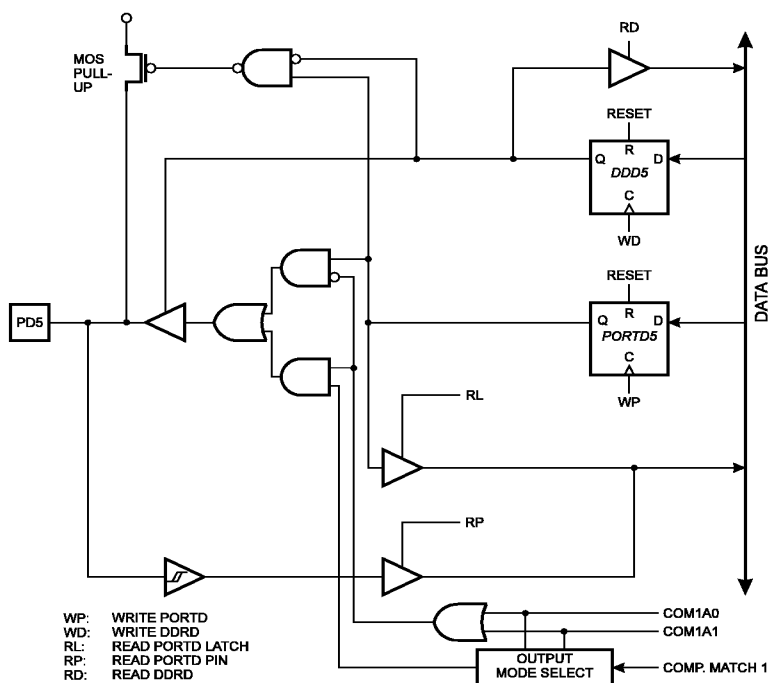 RD
MOS
PULL-
UP
RESET
R
Q
D
DDD5
C
WD
DATA BUS
RESET
R
Q
D
PD5
PORTD5
C
WP
RL
RP
WP: WRITE PORTD
WD: WRITE DDRD
RL: READ PORTD LATCH
RP: READ PORTD PIN
RD: READ DDRD
COM1A0
COM1A1
OUTPUT
MODE SELECT
COMP. MATCH 1